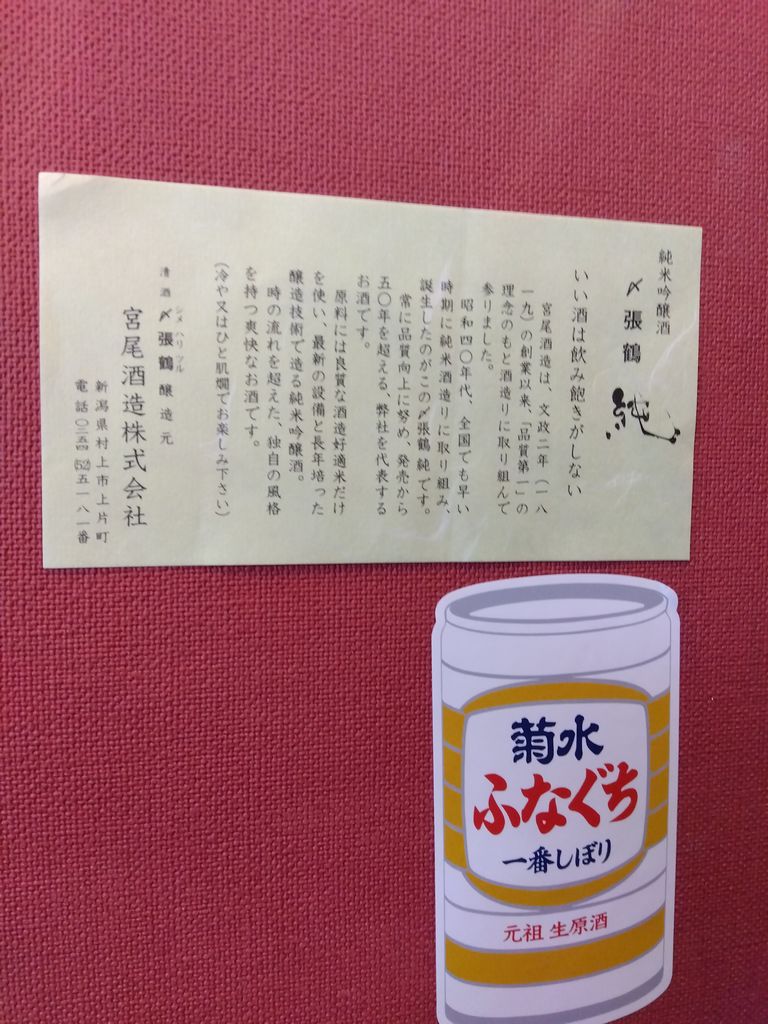 純米吟醸酒
〆張鶴 純
いい酒は飲み飽きがしない
宮尾酒造は、文政二年(一八
一九)の創業以来、「品質第一」の
理念のもと酒造りに取り組んで
参りました。
昭和四〇年代、全国でも早い
時期に純米酒造りに取り組み、
誕生したのがこの〆張鶴 純です。
常に品質向上に努め、発売から
五〇年を超える、弊社を代表する
お酒です。
原料には良質な酒造好適米だけ
を使い、最新の設備と長年培った
醸造技術で造る純米吟醸酒。
時の流れを超えた、独自の風格
を持つ爽快なお酒です。
(冷や又はひと肌燗でお楽しみ下さい)
清酒 〆張鶴 醸造元
シメ ハリ ツル
宮尾酒造株式会社
新潟県村上市上片町
電話〇二五四(52)五一八一番
菊水
ふなぐち
一番しぼり
元祖 生原酒